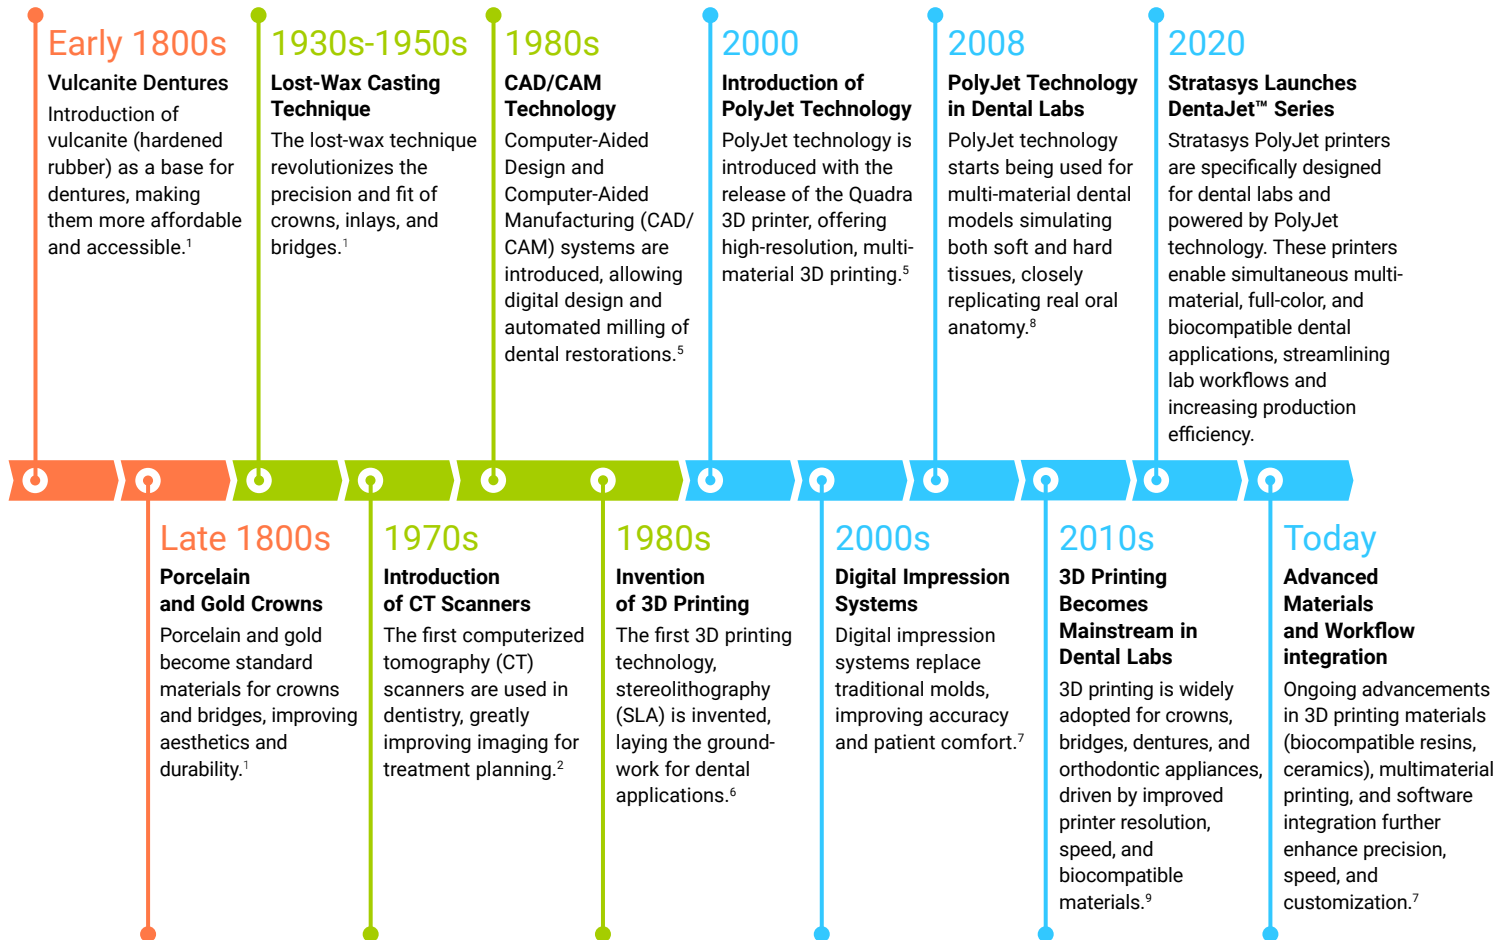 Early 1800s
Vulcanite Dentures
Introduction of
vulcanite (hardened
rubber) as a base for
dentures, making
them more affordable
and accessible.¹
1930s-1950s
Lost-Wax Casting
Technique
The lost-wax technique
revolutionizes the
precision and fit of
crowns, inlays, and
bridges.¹
1980s
CAD/CAM
Technology
Computer-Aided
Design and
Computer-Aided
Manufacturing (CAD/
CAM) systems are
introduced, allowing
digital design and
automated milling of
dental restorations.⁵
2000
Introduction of
PolyJet Technology
PolyJet technology is
introduced with the
release of the Quadra
3D printer, offering
high-resolution, multi-
material 3D printing.⁵
2008
PolyJet Technology
in Dental Labs
PolyJet technology
starts being used for
multi-material dental
models simulating
both soft and hard
tissues, closely
replicating real oral
anatomy.⁸
2020
Stratasys Launches
DentaJet™ Series
Stratasys PolyJet printers
are specifically designed
for dental labs and
powered by PolyJet
technology. These printers
enable simultaneous multi-
material, full-color, and
biocompatible dental
applications, streamlining
lab workflows and
increasing production
efficiency.
Late 1800s
Porcelain
and Gold Crowns
Porcelain and gold
become standard
materials for crowns
and bridges, improving
aesthetics and
durability.¹
1970s
Introduction
of CT Scanners
The first computerized
tomography (CT)
scanners are used in
dentistry, greatly
improving imaging for
treatment planning.²
1980s
Invention
of 3D Printing
The first 3D printing
technology,
stereolithography
(SLA) is invented,
laying the ground-
work for dental
applications.⁶
2000s
Digital Impression
Systems
Digital impression
systems replace
traditional molds,
improving accuracy
and patient comfort.⁷
2010s
3D Printing
Becomes
Mainstream in
Dental Labs
3D printing is widely
adopted for crowns,
bridges, dentures, and
orthodontic appliances,
driven by improved
printer resolution,
speed, and
biocompatible
materials.⁹
Today
Advanced
Materials
and Workflow
integration
Ongoing advancements
in 3D printing materials
(biocompatible resins,
ceramics), multimaterial
printing, and software
integration further
enhance precision,
speed, and
customization.⁷